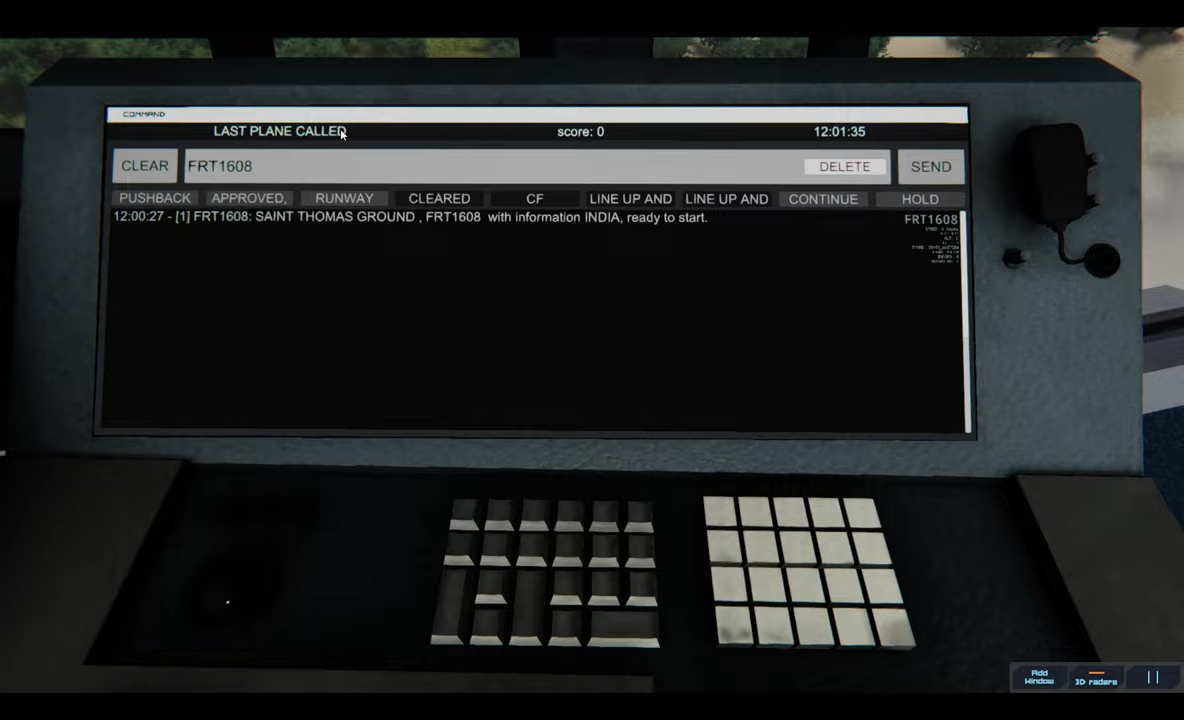 COMMAND
LAST PLANE CALLED score: 0 12:01:35
CLEAR FRT1608 DELETE SEND
PUSHBACK APPROVED, RUNWAY CLEARED CF LINE UP AND LINE UP AND CONTINUE HOLD
12:00:27 - [1] FRT1608: SAINT THOMAS GROUND , FRT1608 with information INDIA, ready to start.
FRT1608
Add Window
3D radars